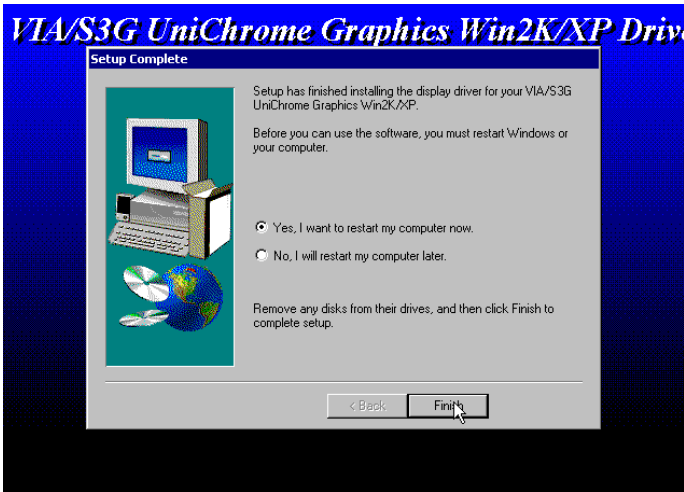 VIA/S3G UniChrome Graphics Win2K/XP Drive
Setup Complete
Setup has finished installing the display driver for your VIA/S3G
UniChrome Graphics Win2K/XP.
Before you can use the software, you must restart Windows or
your computer.
Yes, I want to restart my computer now.
No, I will restart my computer later.
Remove any disks from their drives, and then click Finish to
complete setup.
< Back
Finish